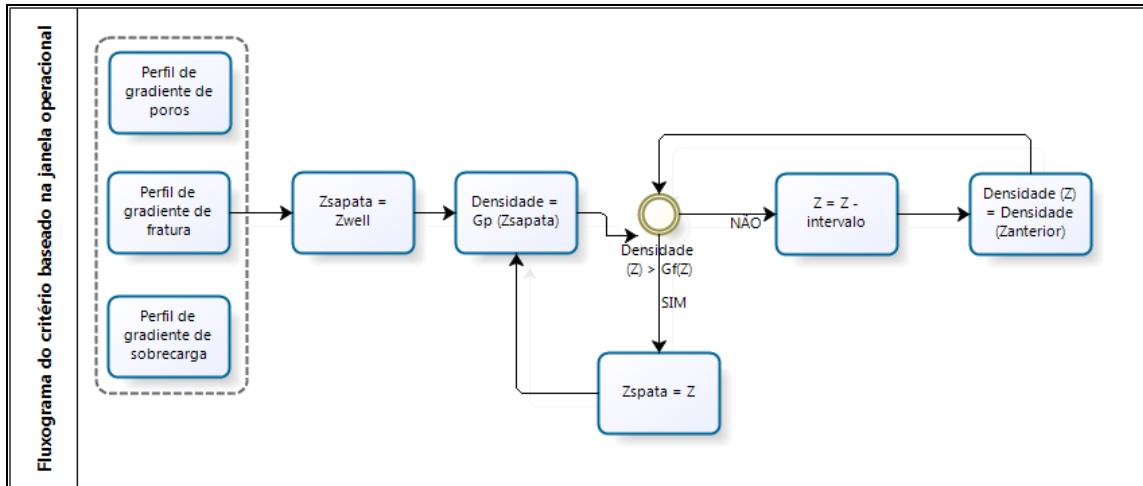 Fluxograma do critério baseado na janela operacional
Perfil de
gradiente de
poros
Perfil de
gradiente de
fratura
Perfil de
gradiente de
sobrecarga
Zsapata =
Zwell
Densidade =
Gp (Zsapata)
Densidade
(Z) > Gf(Z)
NÃO
SIM
Z = Z -
intervalo
Densidade (Z)
= Densidade
(Zanterior)
Zspata = Z